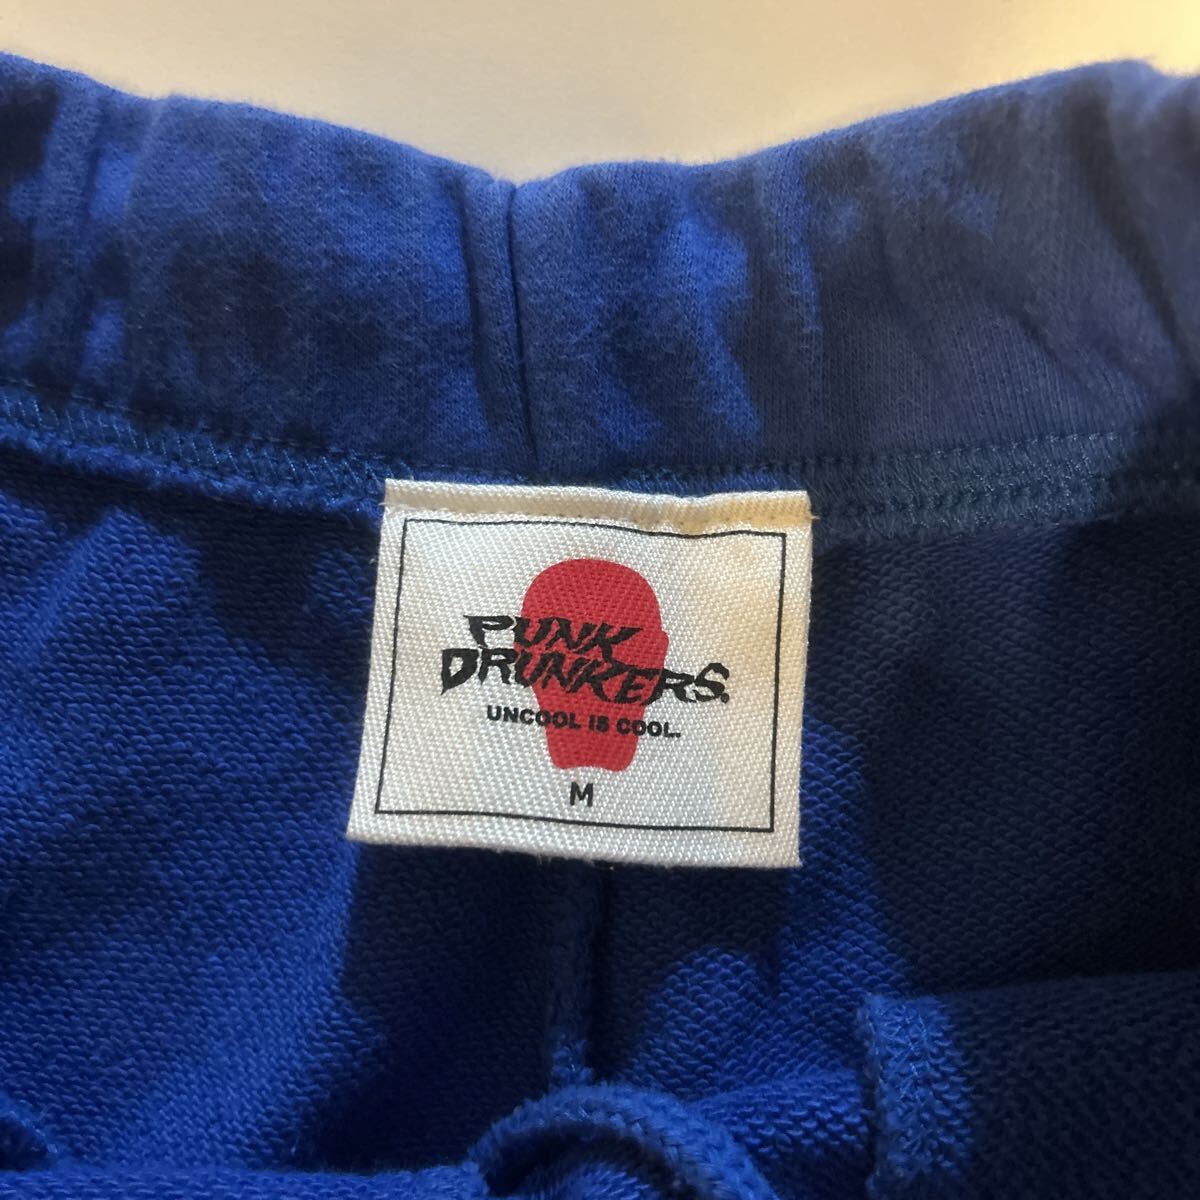 PUNK
DRUNKERS.
UNCOOL IS COOL.
M